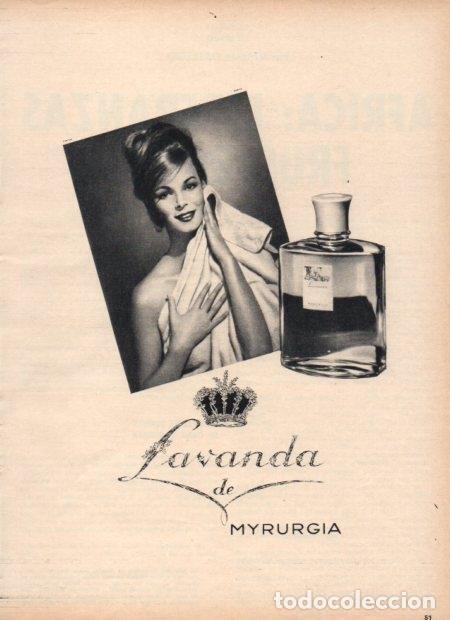 Lavanda
de
MYRURGIA
51
todocoleccion